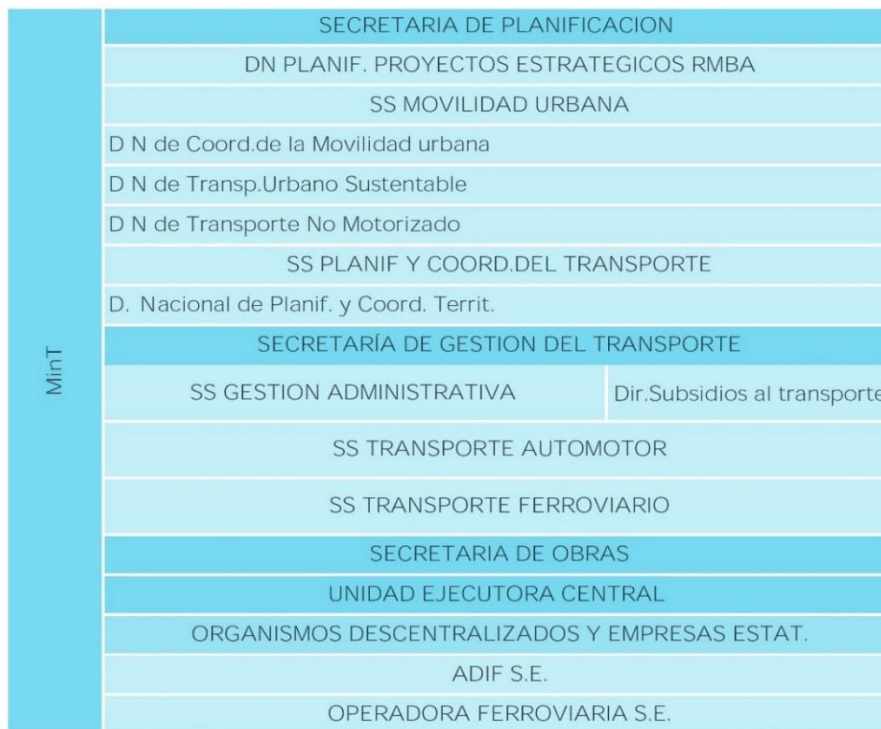 SECRETARIA DE PLANIFICACION
DN PLANIF. PROYECTOS ESTRATEGICOS RMBA
SS MOVILIDAD URBANA
D N de Coord.de la Movilidad urbana
D N de Transp.Urbano Sustentable
D N de Transporte No Motorizado
SS PLANIF Y COORD.DEL TRANSPORTE
D. Nacional de Planif. y Coord. Territ.
MinT
SECRETARÍA DE GESTION DEL TRANSPORTE
SS GESTION ADMINISTRATIVA
Dir.Subsidios al transporte
SS TRANSPORTE AUTOMOTOR
SS TRANSPORTE FERROVIARIO
SECRETARIA DE OBRAS
UNIDAD EJECUTORA CENTRAL
ORGANISMOS DESCENTRALIZADOS Y EMPRESAS ESTAT.
ADIF S.E.
OPERADORA FERROVIARIA S.E.